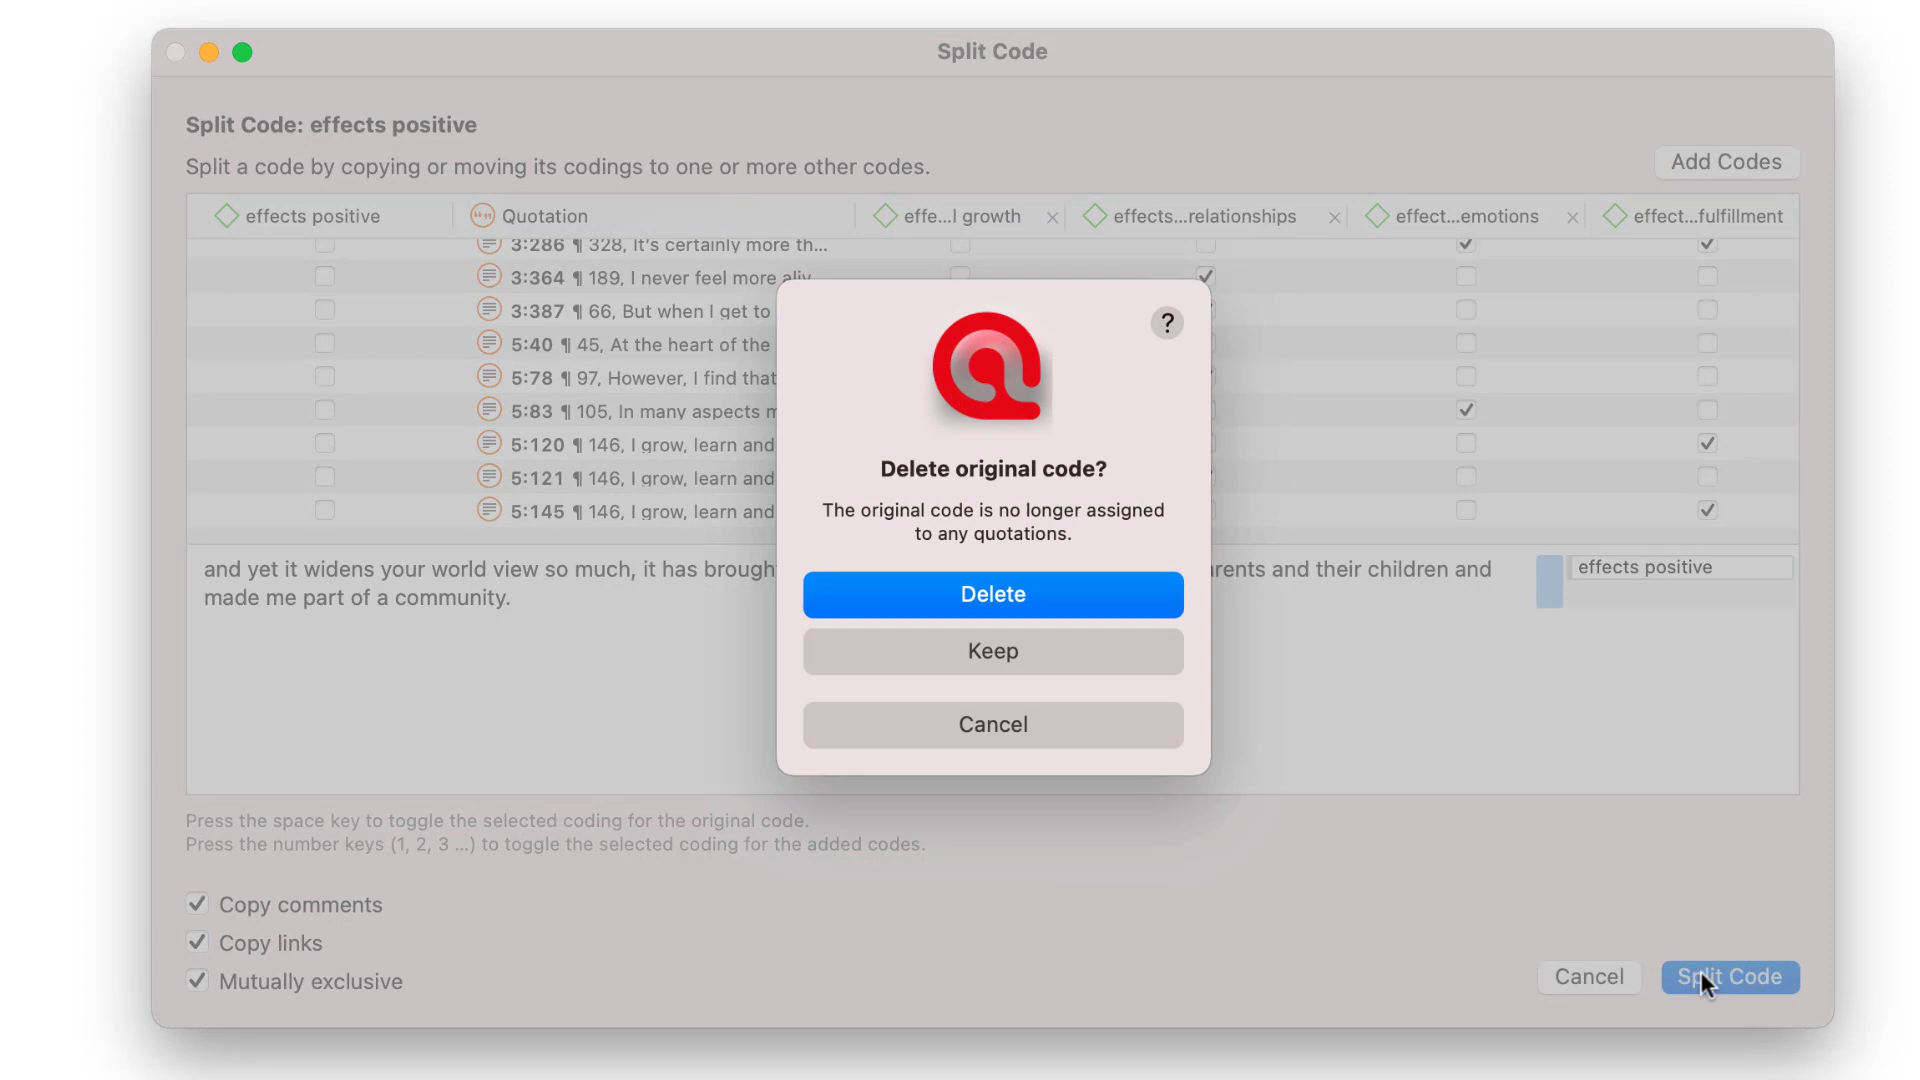 Split Code
Split Code: effects positive
Split a code by copying or moving its codings to one or more other codes.
Add Codes
effects positive Quotation effe...l growth effects...relationships effect...emotions effect...fulfillment
3:286 ¶ 328, It's certainly more th...
3:364 ¶ 189, I never feel more aliv
3:387 ¶ 66, But when I get to
5:40 ¶ 45, At the heart of the
5:78 ¶ 97, However, I find that
5:83 ¶ 105, In many aspects
5:120 ¶ 146, I grow, learn and
5:121 ¶ 146, I grow, learn and
5:145 ¶ 146, I grow, learn and
?
Delete original code?
The original code is no longer assigned
to any quotations.
Delete
Keep
Cancel
and yet it widens your world view so much, it has brough rents and their children and
made me part of a community.
effects positive
Press the space key to toggle the selected coding for the original code.
Press the number keys (1, 2, 3 ...) to toggle the selected coding for the added codes.
Copy comments
Copy links
Mutually exclusive
Cancel Split Code